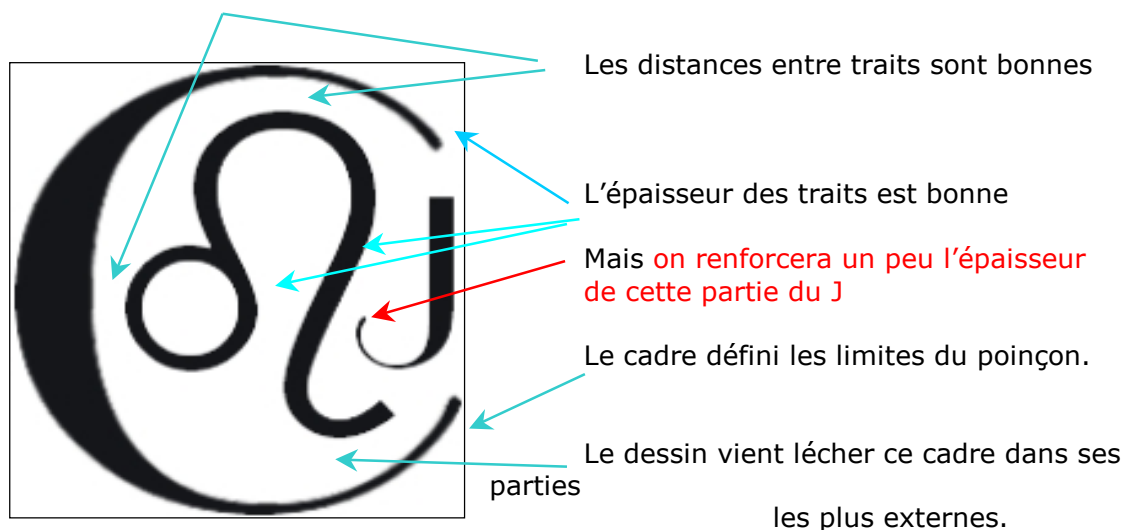 Les distances entre traits sont bonnes
L’épaisseur des traits est bonne
Mais on renforcera un peu l’épaisseur
de cette partie du J
Le cadre défini les limites du poinçon.
Le dessin vient lécher ce cadre dans ses
parties
les plus externes.